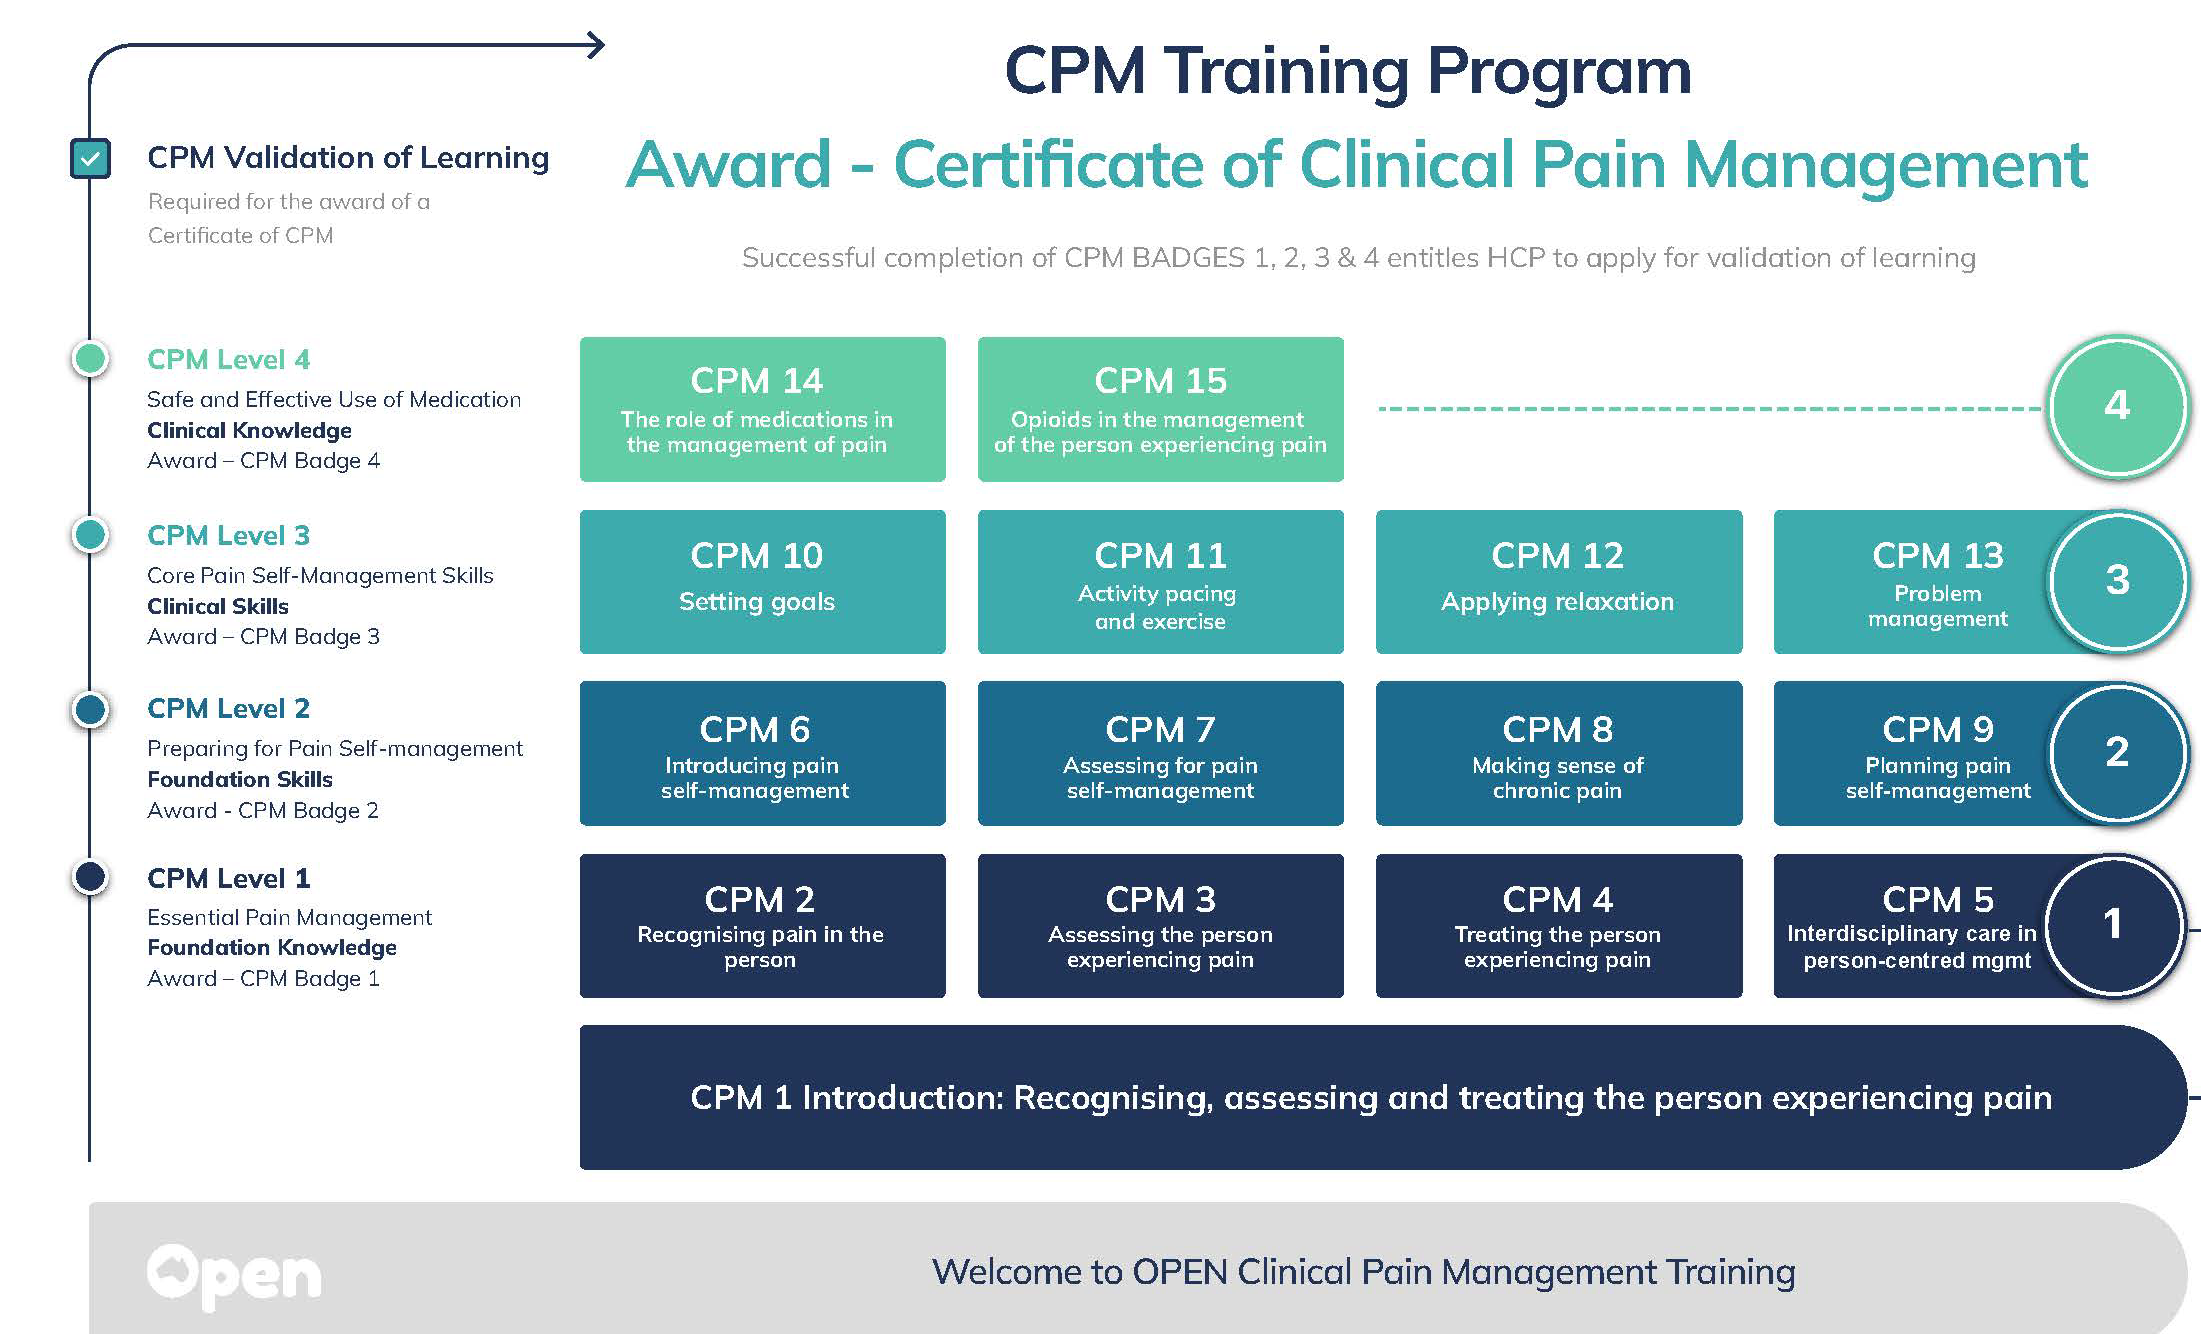 CPM Training Program
Award - Certificate of Clinical Pain Management
Successful completion of CPM BADGES 1, 2, 3 & 4 entitles HCP to apply for validation of learning
CPM Validation of Learning
Required for the award of a
Certificate of CPM
CPM Level 4
Safe and Effective Use of Medication
Clinical Knowledge
Award – CPM Badge 4
CPM 14
The role of medications in
the management of pain
CPM 15
Opioids in the management
of the person experiencing pain
4
CPM Level 3
Core Pain Self-Management Skills
Clinical Skills
Award – CPM Badge 3
CPM 10
Setting goals
CPM 11
Activity pacing
and exercise
CPM 12
Applying relaxation
CPM 13
Problem
management
3
CPM Level 2
Preparing for Pain Self-management
Foundation Skills
Award - CPM Badge 2
CPM 6
Introducing pain
self-management
CPM 7
Assessing for pain
self-management
CPM 8
Making sense of
chronic pain
CPM 9
Planning pain
self-management
2
CPM Level 1
Essential Pain Management
Foundation Knowledge
Award – CPM Badge 1
CPM 2
Recognising pain in the
person
CPM 3
Assessing the person
experiencing pain
CPM 4
Treating the person
experiencing pain
CPM 5
Interdisciplinary care in
person-centred mgmt
1
CPM 1 Introduction: Recognising, assessing and treating the person experiencing pain
Open
Welcome to OPEN Clinical Pain Management Training